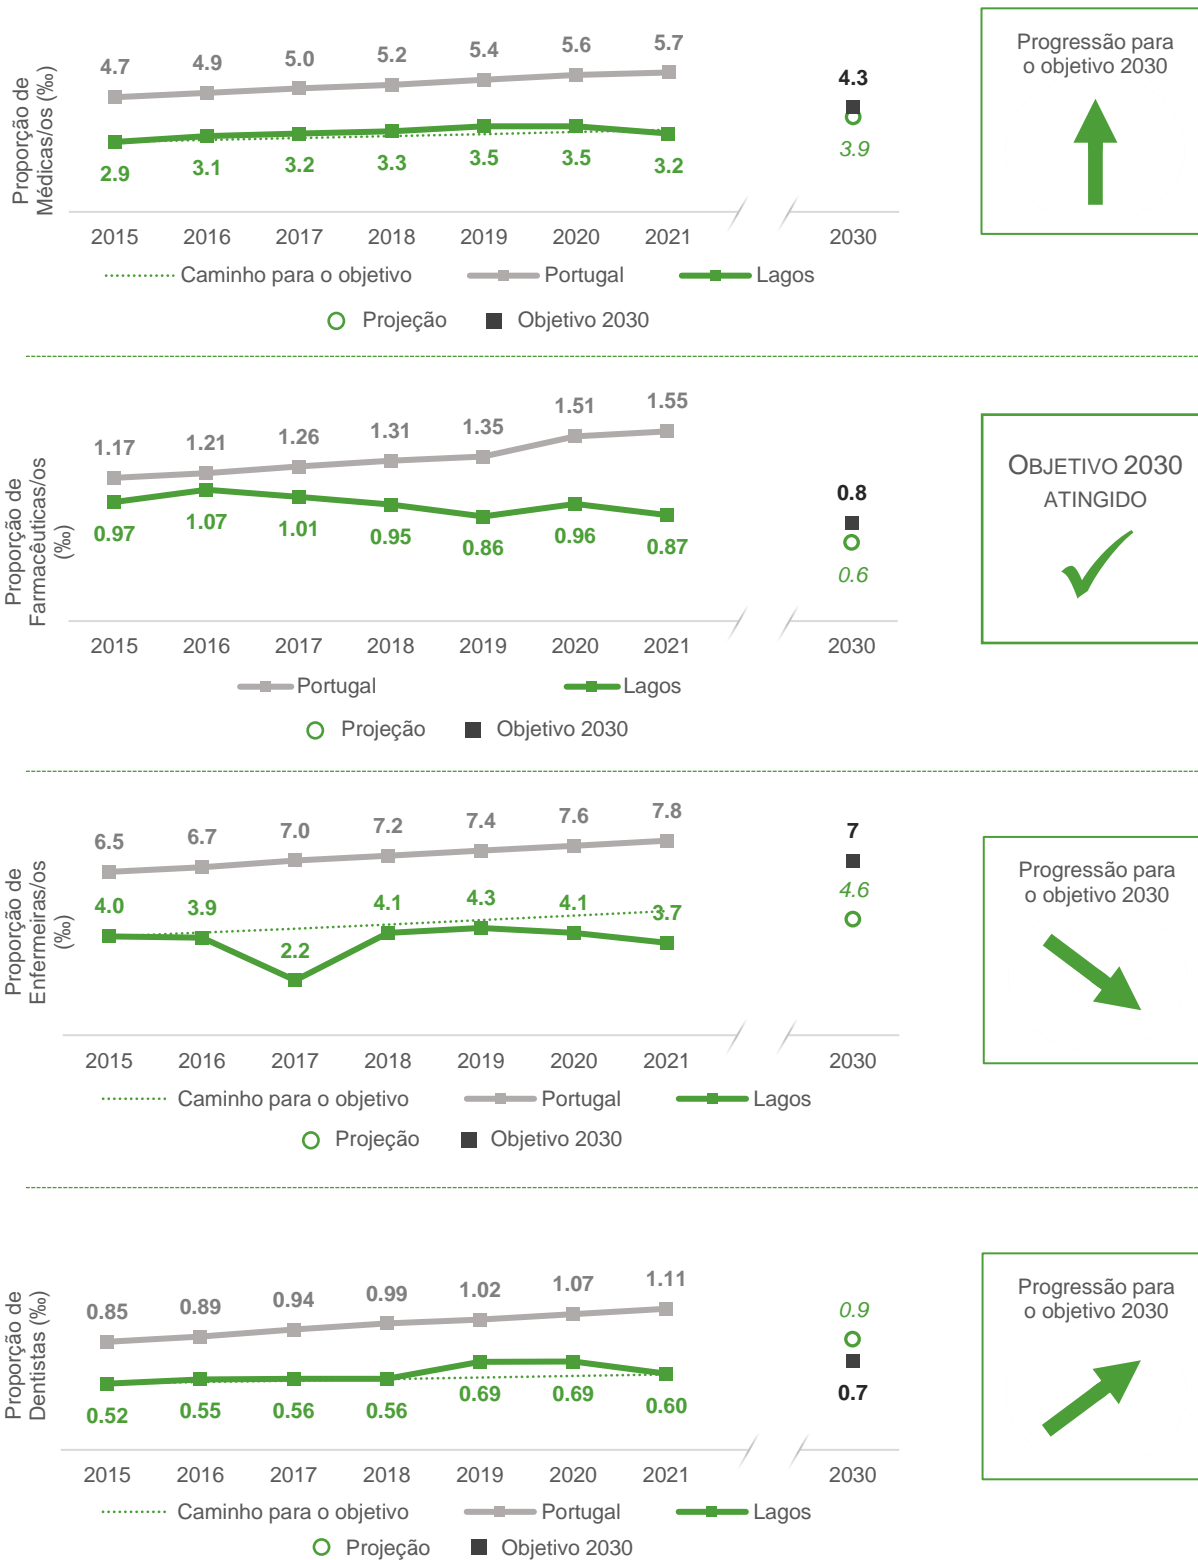 Proporção de
Médicas/os (‰)
4.7 4.9 5.0 5.2 5.4 5.6 5.7
4.3
2.9 3.1 3.2 3.3 3.5 3.5 3.2
3.9
2015 2016 2017 2018 2019 2020 2021 2030
Caminho para o objetivo Portugal Lagos
Projeção Objetivo 2030
Progressão para
o objetivo 2030
Proporção de
Farmacêuticas/os
(‰)
1.17 1.21 1.26 1.31 1.35 1.51 1.55
0.8
0.97 1.07 1.01 0.95 0.86 0.96 0.87
0.6
2015 2016 2017 2018 2019 2020 2021 2030
Portugal Lagos
Projeção Objetivo 2030
OBJETIVO 2030
ATINGIDO
Proporção de
Enfermeiras/os
(‰)
6.5 6.7 7.0 7.2 7.4 7.6 7.8
7
4.0 3.9 2.2 4.1 4.3 4.1 3.7
4.6
2015 2016 2017 2018 2019 2020 2021 2030
Caminho para o objetivo Portugal Lagos
Projeção Objetivo 2030
Progressão para
o objetivo 2030
Proporção de
Dentistas (‰)
0.85 0.89 0.94 0.99 1.02 1.07 1.11
0.9
0.52 0.55 0.56 0.56 0.69 0.69 0.60
0.7
2015 2016 2017 2018 2019 2020 2021 2030
Caminho para o objetivo Portugal Lagos
Projeção Objetivo 2030
Progressão para
o objetivo 2030